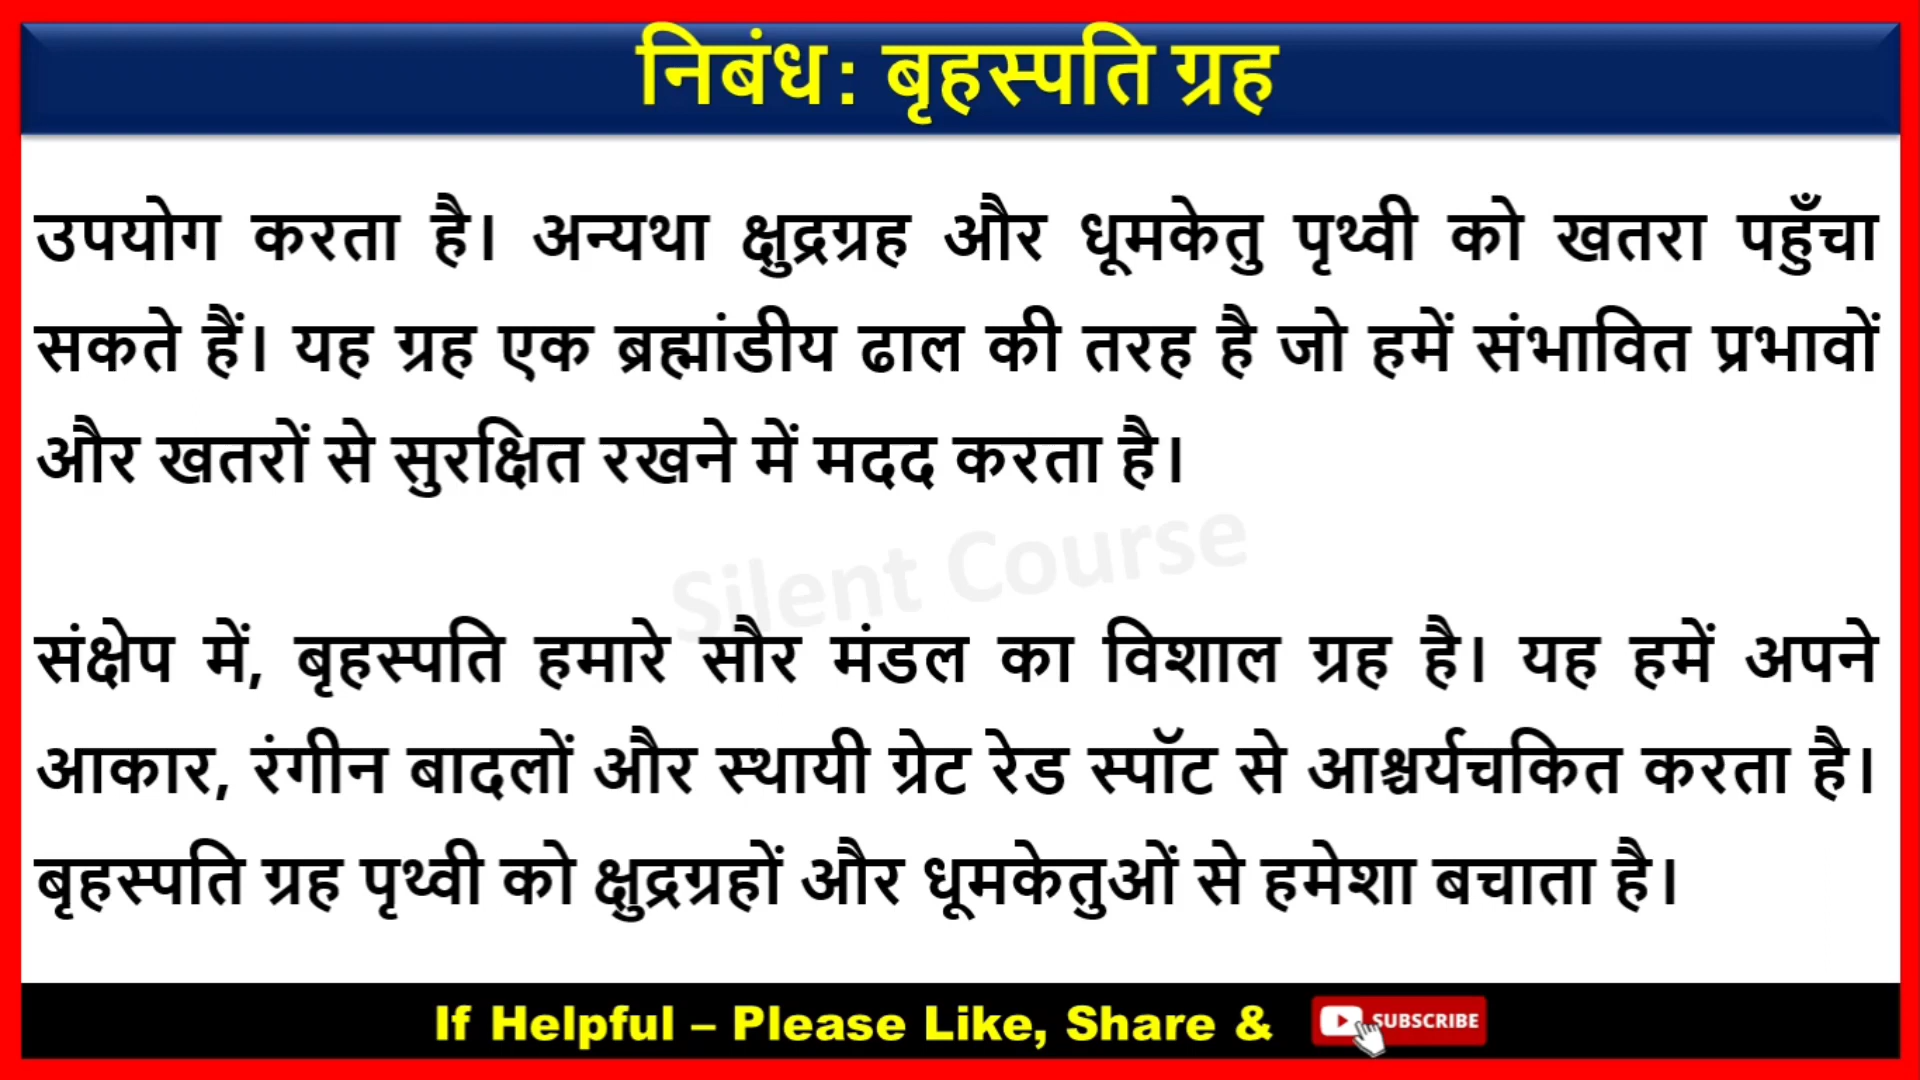 निबंध: बृहस्पति ग्रह
उपयोग करता है। अन्यथा क्षुद्रग्रह और धूमकेतु पृथ्वी को खतरा पहुँचा
सकते हैं। यह ग्रह एक ब्रह्मांडीय ढाल की तरह है जो हमें संभावित प्रभावों
और खतरों से सुरक्षित रखने में मदद करता है।
Silent Course
संक्षेप में, बृहस्पति हमारे सौर मंडल का विशाल ग्रह है। यह हमें अपने
आकार, रंगीन बादलों और स्थायी ग्रेट रेड स्पॉट से आश्चर्यचकित करता है।
बृहस्पति ग्रह पृथ्वी को क्षुद्रग्रहों और धूमकेतुओं से हमेशा बचाता है।
If Helpful – Please Like, Share & SUBSCRIBE